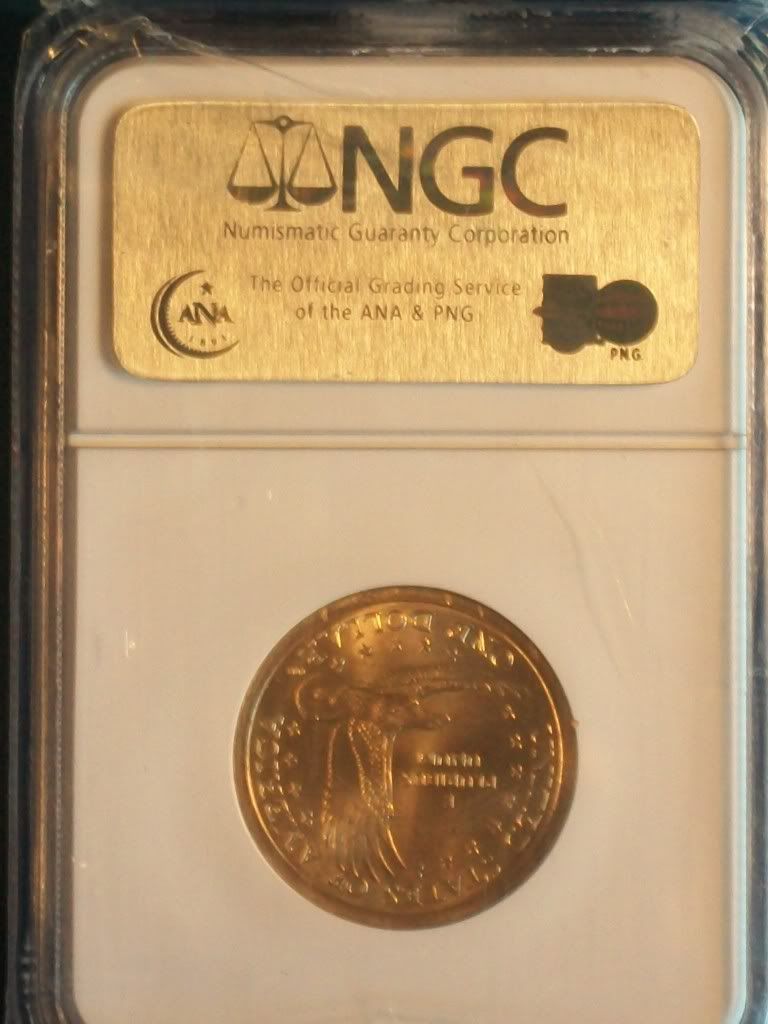 NGC
Numismatic Guaranty Corporation
The Official Grading Service
of the ANA & PNG
ANA
1891
P.N.G.
ONE DOLLAR
UNITED STATES OF AMERICA